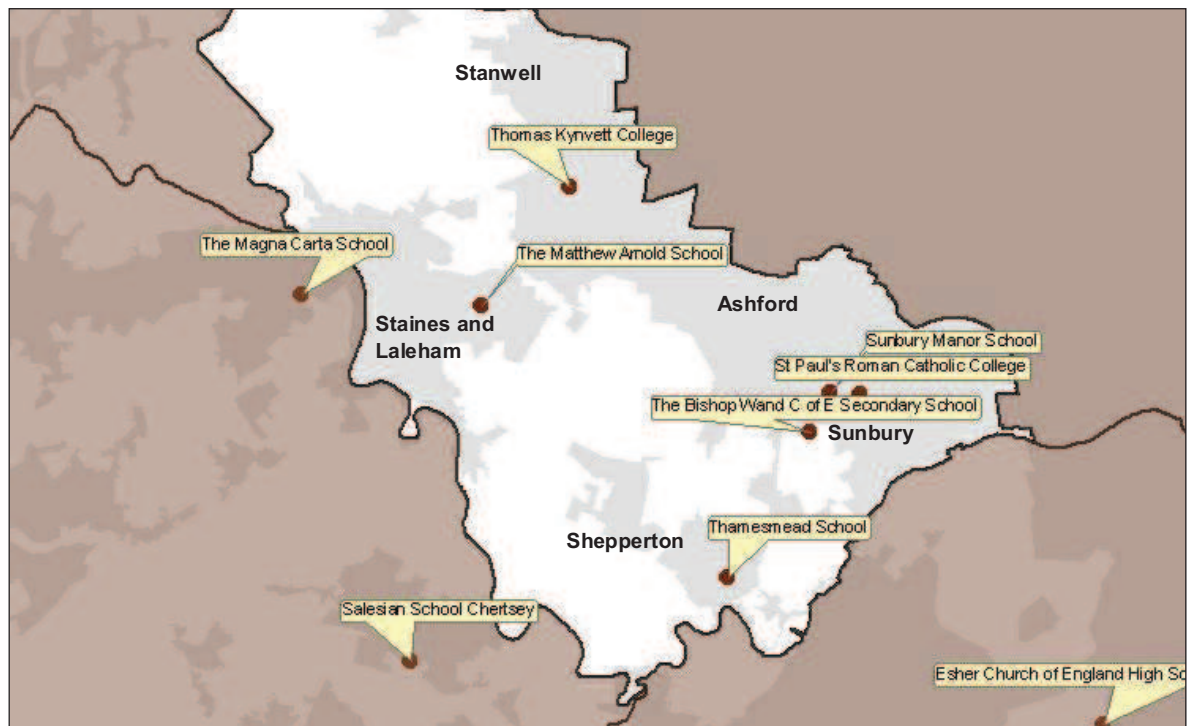 Stanwell
Thomas Kynvett College
The Magna Carta School
The Matthew Arnold School
Ashford
Staines and
Laleham
Sunbury Manor School
St Paul's Roman Catholic College
The Bishop Wand C of E Secondary School
Sunbury
Thamesmead School
Shepperton
Salesian School Chertsey
Esher Church of England High Sc